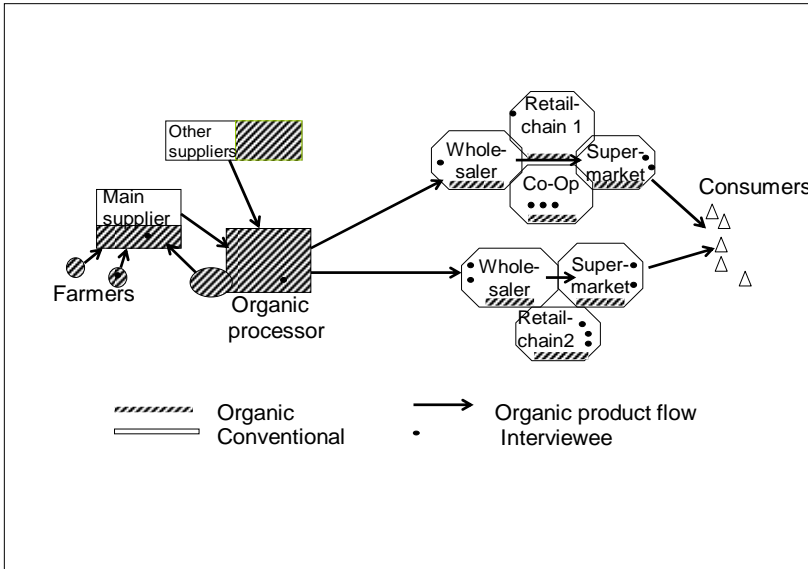 Other
suppliers
Main
supplier
Farmers
Organic
processor
Whole-
saler
Retail-
chain 1
Co-Op
Super-
market
Consumers
Whole-
saler
Super-
market
Retail-
chain2
Organic
Conventional
Organic product flow
Interviewee